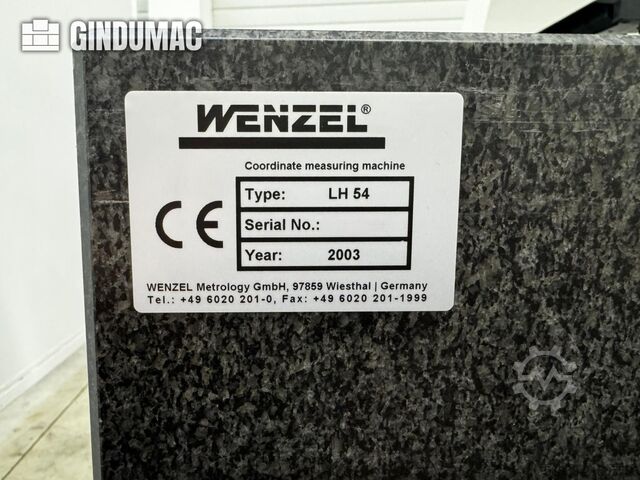 GINDUMAC
WENZEL®
Coordinate measuring machine
Type: LH 54
Serial No.:
Year: 2003
CE
WENZEL Metrology GmbH, 97859 Wiesthal | Germany
Tel.: +49 6020 201-0, Fax: +49 6020 201-1999